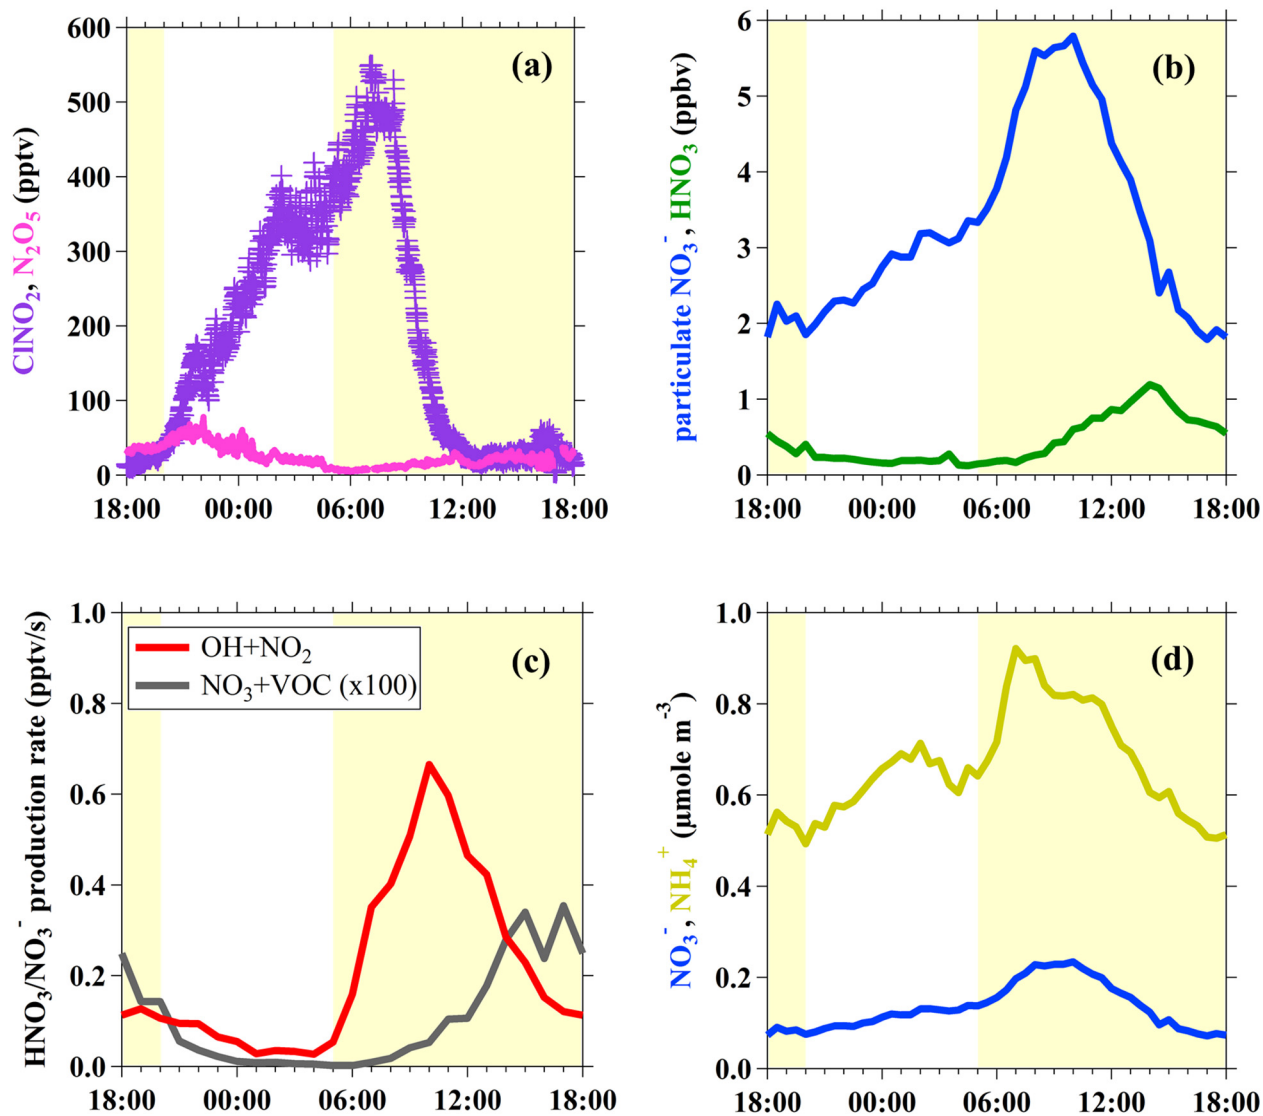 (a)
ClNO₂, N₂O₅ (pptv)
600
500
400
300
200
100
0
18:00 00:00 06:00 12:00 18:00
(b)
particulate NO₃⁻, HNO₃ (ppbv)
6
5
4
3
2
1
0
18:00 00:00 06:00 12:00 18:00
(c)
HNO₃/NO₃⁻ production rate (pptv/s)
1.0
0.8
0.6
0.4
0.2
0.0
OH+NO₂
NO₃+VOC (x100)
18:00 00:00 06:00 12:00 18:00
(d)
NO₃⁻, NH₄⁺ (µmole m⁻³)
1.0
0.8
0.6
0.4
0.2
0.0
18:00 00:00 06:00 12:00 18:00